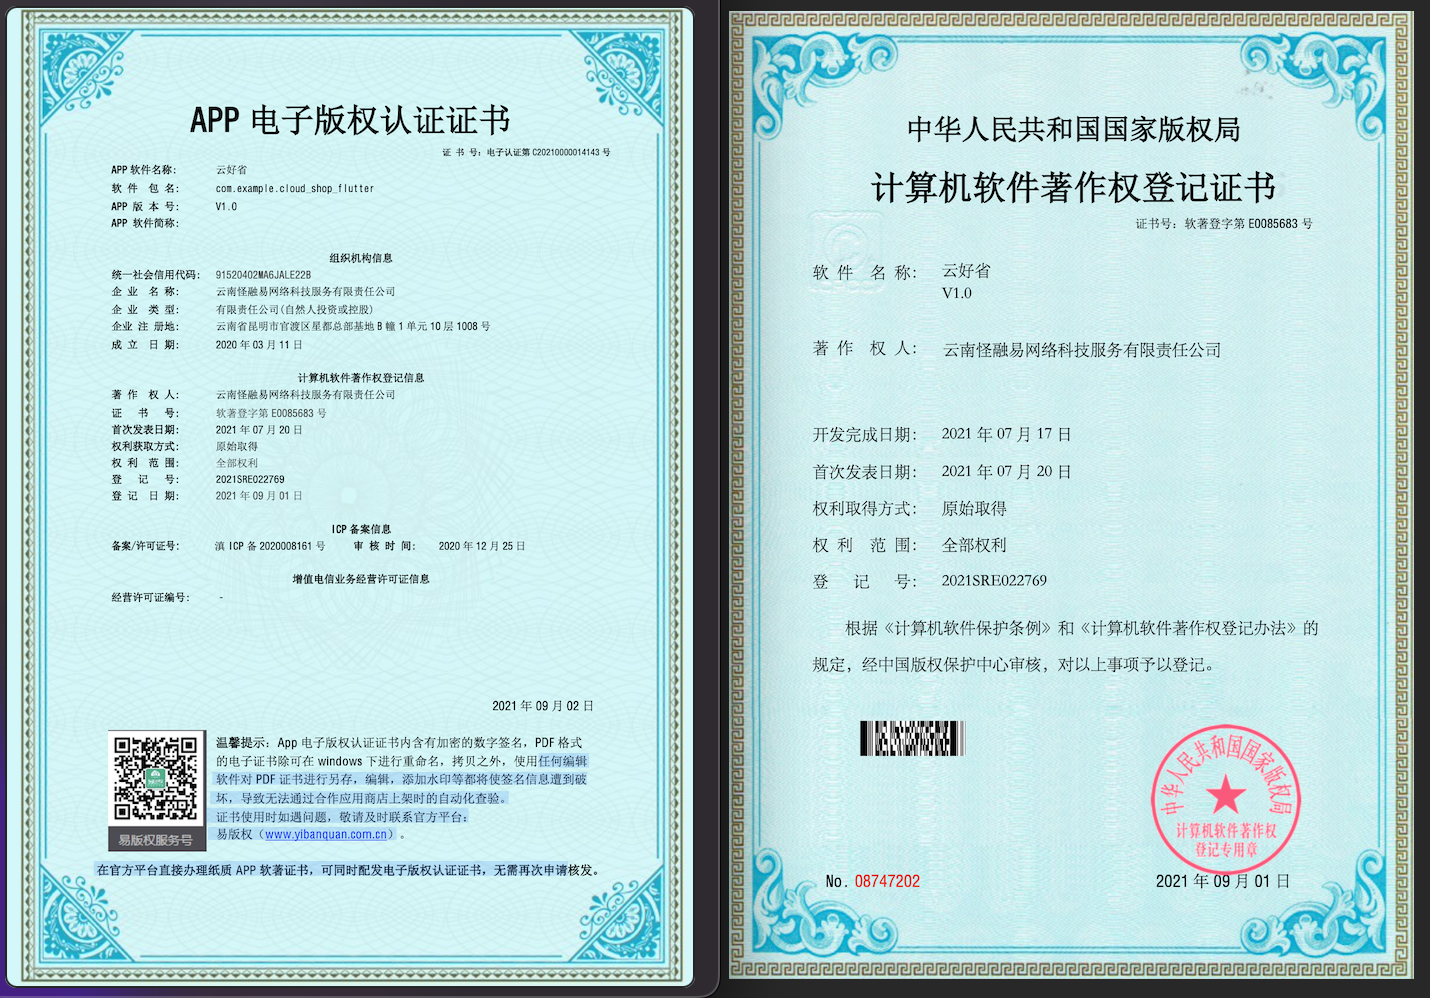 APP 电子版权认证证书
证 书 号：电子认证第 C20210000014143 号
APP 软件名称： 云好省
软 件 包 名： com.example.cloud_shop_flutter
APP 版 本 号： V1.0
APP 软件简称：
组织机构信息
统一社会信用代码： 91520402MA6JALE22B
企 业 名 称： 云南怪融易网络科技服务有限责任公司
企 业 类 型： 有限责任公司(自然人投资或控股)
企业 注 册地： 云南省昆明市官渡区星都总部基地 B 幢 1 单元 10 层 1008 号
成 立 日 期： 2020 年 03 月 11 日
计算机软件著作权登记信息
著 作 权 人： 云南怪融易网络科技服务有限责任公司
证 书 号： 软著登字第 E0085683 号
首次发表日期： 2021 年 07 月 20 日
权利获取方式： 原始取得
权 利 范 围： 全部权利
登 记 号： 2021SRE022769
登 记 日 期： 2021 年 09 月 01 日
ICP 备案信息
备案/许可证号： 滇 ICP 备 2020008161 号 审 核 时 间： 2020 年 12 月 25 日
增值电信业务经营许可证信息
经营许可证编号： -
2021 年 09 月 02 日
温馨提示：App 电子版权认证证书内含有加密的数字签名，PDF 格式
的电子证书除可在 windows 下进行重命名，拷贝之外，使用任何编辑
软件对 PDF 证书进行另存，编辑，添加水印等都将使签名信息遭到破
坏，导致无法通过合作应用商店上架时的自动化查验。
证书使用时如遇问题，敬请及时联系官方平台：
易版权（www.yibanquan.com.cn）。
易版权服务号
在官方平台直接办理纸质 APP 软著证书，可同时配发电子版权认证证书，无需再次申请核发。
中华人民共和国国家版权局
计算机软件著作权登记证书
证书号： 软著登字第 E0085683 号
软 件 名 称： 云好省
V1.0
著 作 权 人： 云南怪融易网络科技服务有限责任公司
开发完成日期： 2021 年 07 月 17 日
首次发表日期： 2021 年 07 月 20 日
权利取得方式： 原始取得
权 利 范 围： 全部权利
登 记 号： 2021SRE022769
根据《计算机软件保护条例》和《计算机软件著作权登记办法》的
规定，经中国版权保护中心审核，对以上事项予以登记。
中华人民共和国国家版权局
计算机软件著作权
登记专用章
No. 08747202
2021 年 09 月 01 日